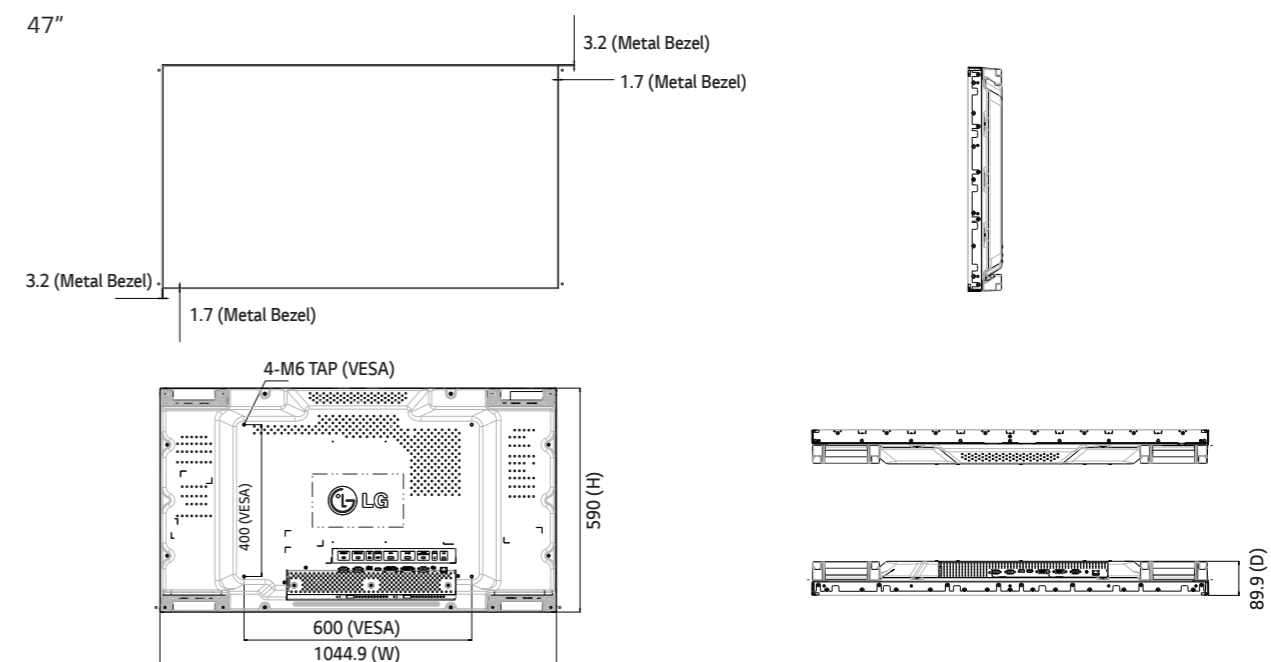 47"
3.2 (Metal Bezel)
1.7 (Metal Bezel)
3.2 (Metal Bezel)
1.7 (Metal Bezel)
4-M6 TAP (VESA)
400 (VESA)
LG
590 (H)
600 (VESA)
1044.9 (W)
89.9 (D)